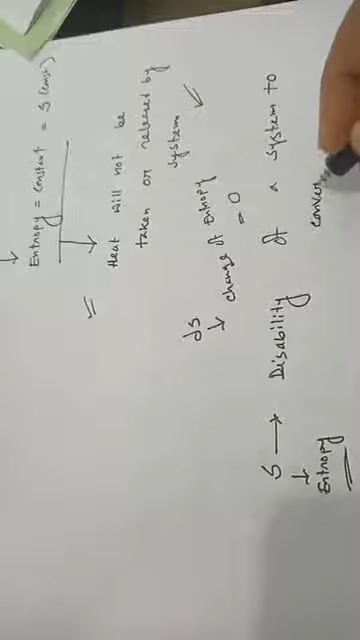 Entropy = constant = S (const)
Heat will not be
taken or released by
system
ds
change of Entropy
= 0
S → Disability of a system to
Entropy conver